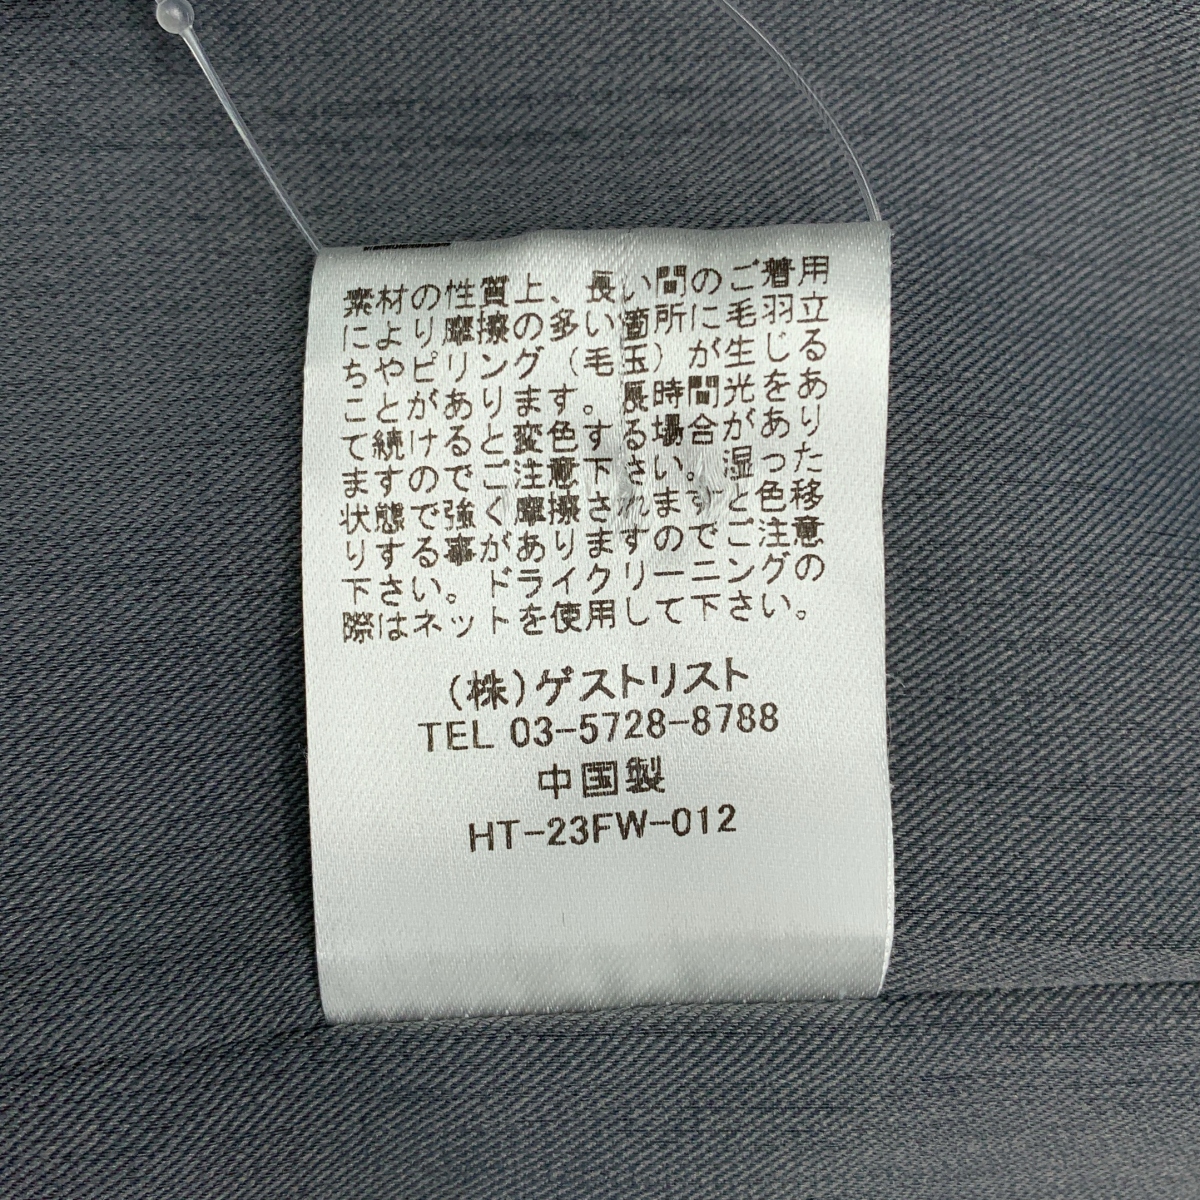 素材の性質上、長い間のご着用
により摩擦の多い箇所に毛羽立
ちやピリング(毛玉)が生じる
ことがあります。長時間光をあ
て続けると変色する場合があり
ますのでご注意下さい。湿った
状態で強く摩擦されますと色移
りする事がありますのでご注意
下さい。ドライクリーニングの
際はネットを使用して下さい。
(株)ゲストリスト
TEL 03-5728-8788
中国製
HT-23FW-012